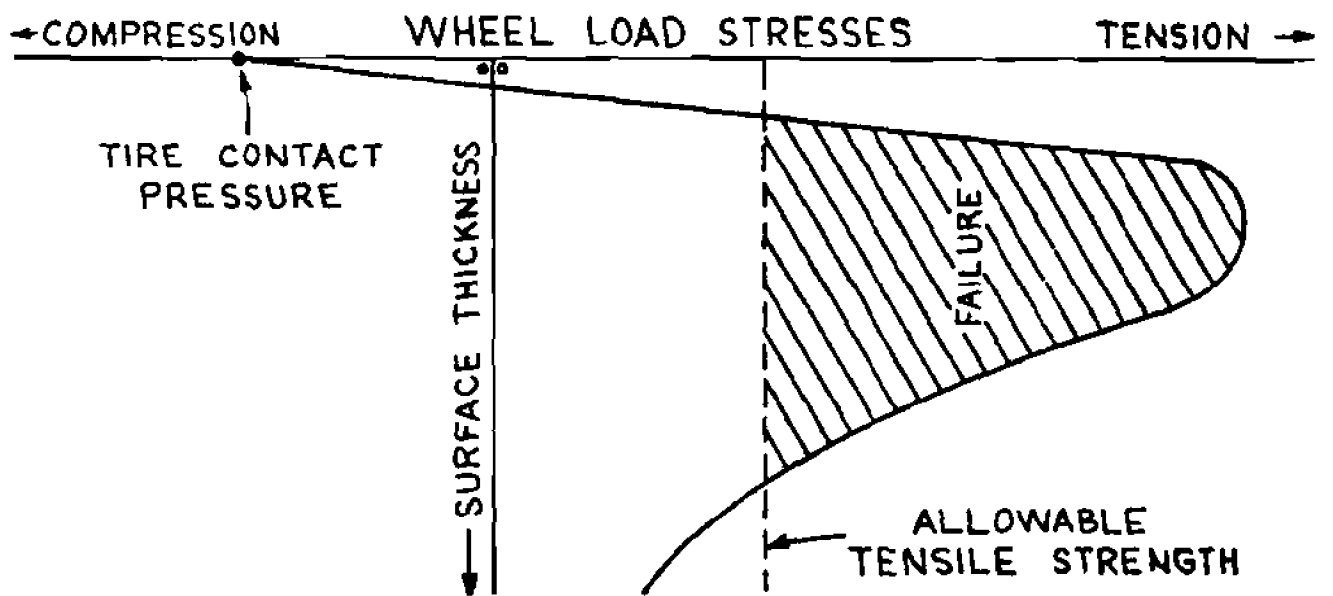 ←COMPRESSION WHEEL LOAD STRESSES TENSION →
TIRE CONTACT
PRESSURE
SURFACE THICKNESS
FAILURE
ALLOWABLE
TENSILE STRENGTH